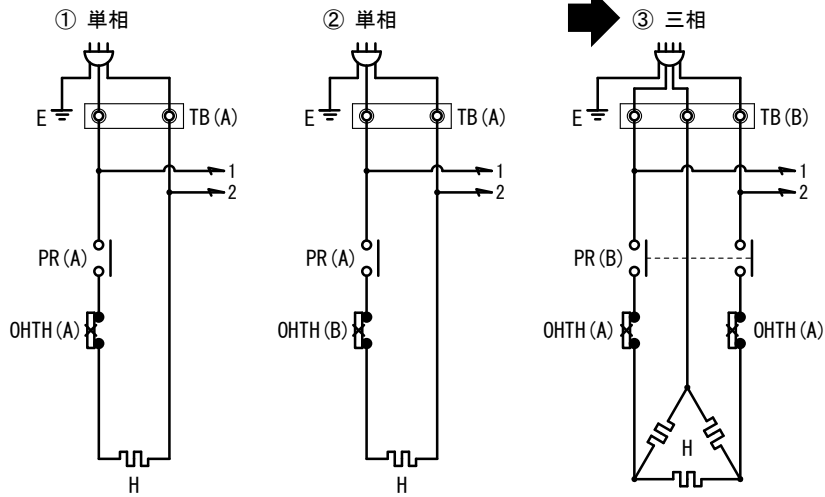 ① 単相
E
TB(A)
1
2
PR(A)
OHTH(A)
H
② 単相
E
TB(A)
1
2
PR(A)
OHTH(B)
H
③ 三相
E
TB(B)
1
2
PR(B)
OHTH(A)
OHTH(A)
H